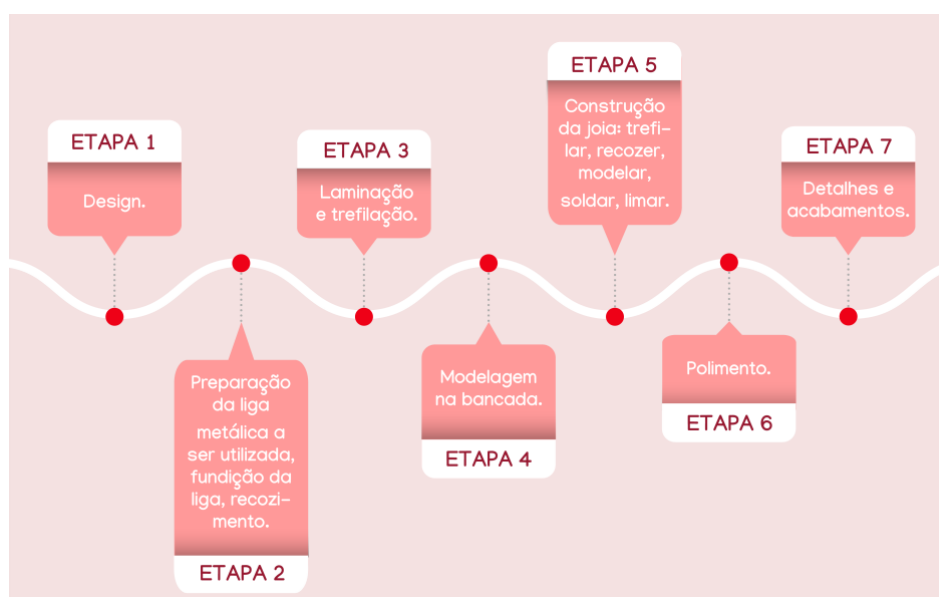 ETAPA 1
Design.
Preparação
da liga
metálica a
ser utilizada,
fundição da
liga, recozi-
mento.
ETAPA 2
ETAPA 3
Laminação
e trefilação.
Modelagem
na bancada.
ETAPA 4
ETAPA 5
Construção
da joia: trefi-
lar, recozer,
modelar,
soldar, limar.
Polimento.
ETAPA 6
ETAPA 7
Detalhes e
acabamentos.